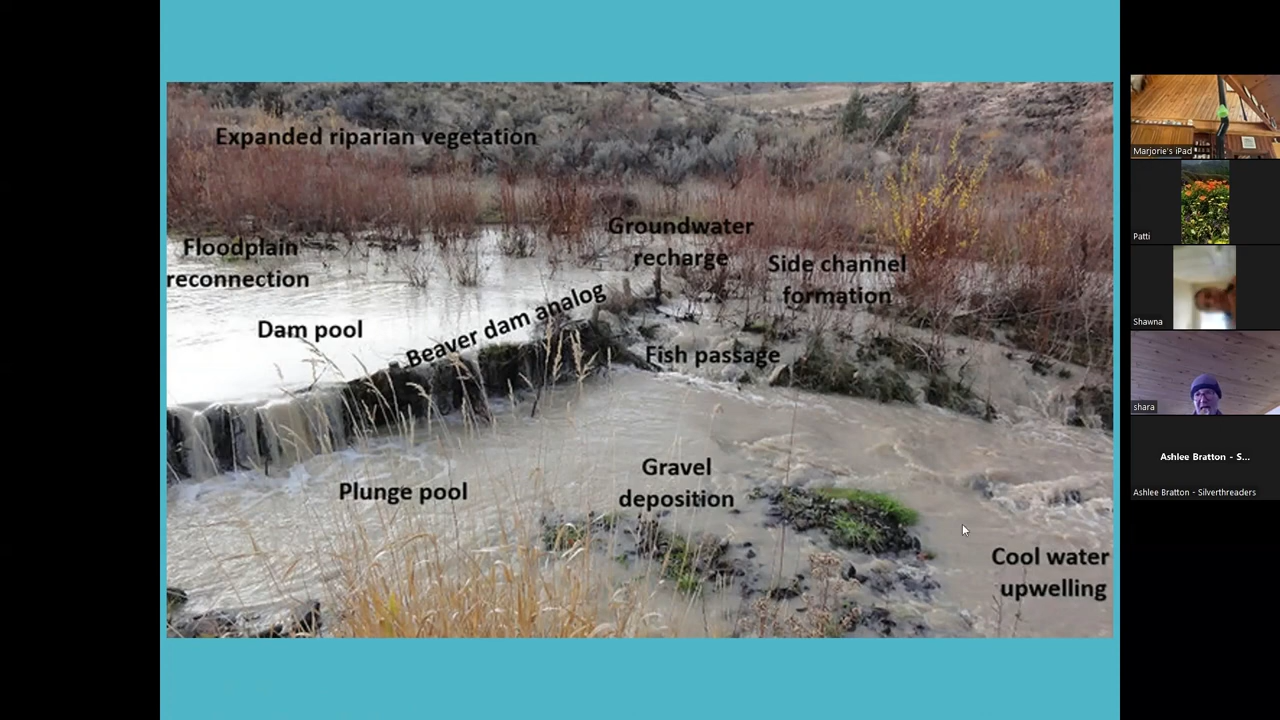 Expanded riparian vegetation
Floodplain
reconnection
Groundwater
recharge
Side channel
formation
Dam pool
Beaver dam analog
Fish passage
Plunge pool
Gravel
deposition
Cool water
upwelling
Marjorie's iPad
Patti
Shawna
shara
Ashlee Bratton - S...
Ashlee Bratton - Silverthreaders